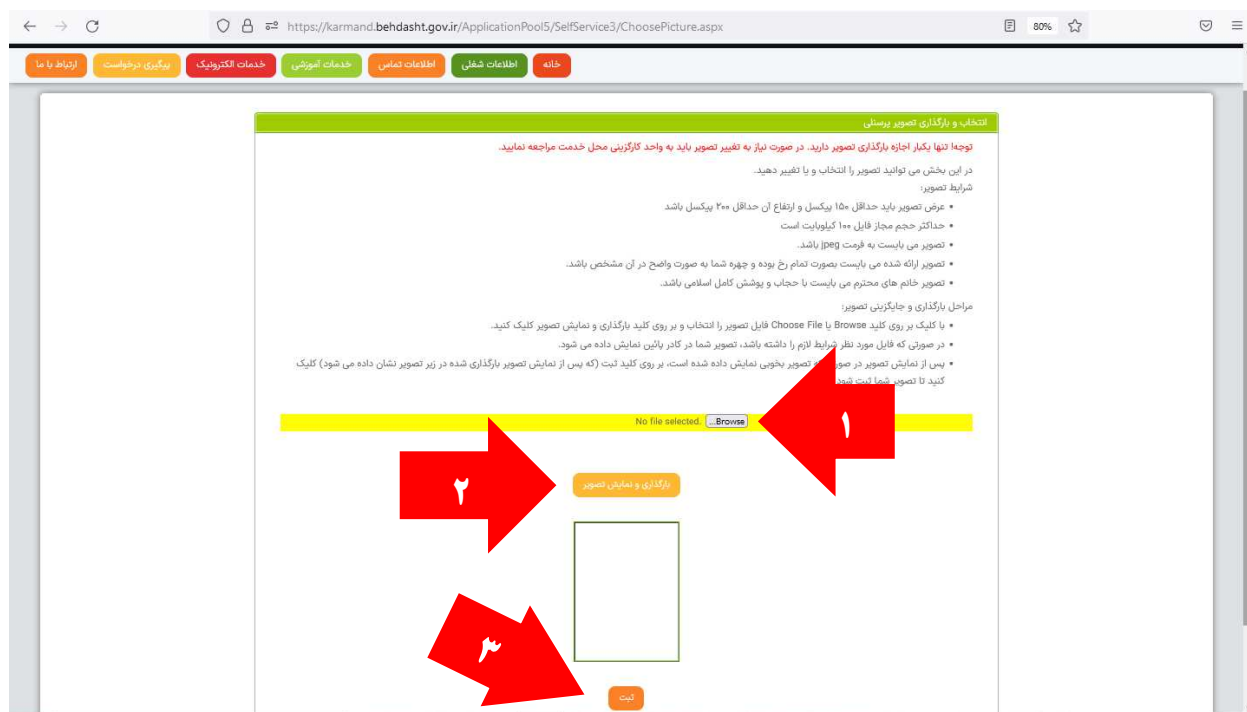 https://karmand.behdasht.gov.ir/ApplicationPool5/SelfService3/ChoosePicture.aspx
80%
خانه
اطلاعات شغلی
اطلاعات تماس
خدمات آموزشی
خدمات الکترونیک
پیگیری درخواست
ارتباط با ما
انتخاب و بارگذاری تصویر پرسنلی
توجه! تنها یکبار اجازه بارگذاری تصویر دارید. در صورت نیاز به تغییر تصویر باید به واحد کارگزینی محل خدمت مراجعه نمایید.
در این بخش می توانید تصویر را انتخاب و یا تغییر دهید.
شرایط تصویر:
• عرض تصویر باید حداقل ۱۵۰ پیکسل و ارتفاع آن حداقل ۲۰۰ پیکسل باشد
• حداکثر حجم مجاز فایل ۱۰۰ کیلوبایت است
• تصویر می بایست به فرمت jpeg باشد.
• تصویر ارائه شده می بایست بصورت تمام رخ بوده و چهره شما به صورت واضح در آن مشخص باشد.
• تصویر خانم های محترم می بایست با حجاب و پوشش کامل اسلامی باشد.
مراحل بارگذاری و جایگزینی تصویر:
• با کلیک بر روی کلید Browse یا Choose File فایل تصویر را انتخاب و بر روی کلید بارگذاری و نمایش تصویر کلیک کنید.
• در صورتی که فایل مورد نظر شرایط لازم را داشته باشد، تصویر شما در کادر پائین نمایش داده می شود.
• پس از نمایش تصویر در تصویر بخوبی نمایش داده شده است، بر روی کلید ثبت (که پس از نمایش تصویر بارگذاری شده در زیر تصویر نشان داده می شود) کلیک
کنید تا تصویر شما ثبت شود
Browse... No file selected.
۱
بارگذاری و نمایش تصویر
۲
۳
ثبت